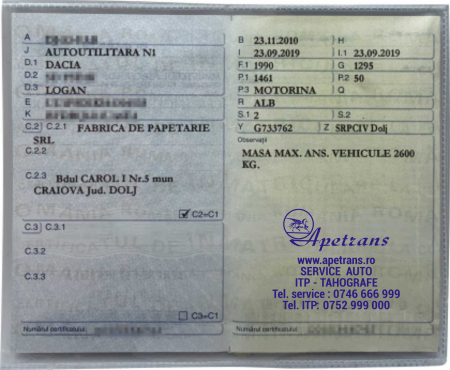 A
J AUTOUTILITARA N1
D.1 DACIA
D.2
D.3 LOGAN
E
K
C.2) C.2.1 FABRICA DE PAPETARIE
SRL
C.2.2
C.2.3 Bdul CAROL I Nr.5 mun
CRAIOVA Jud. DOLJ
C2=C1
C.3) C.3.1
C.3.2
C.3.3
C3=C1
Numărul certificatului
B 23.11.2010 H
I 23.09.2019 I.1 23.09.2019
F.1 1990 G 1295
P.1 1461 P.2 50
P.3 MOTORINA Q
R ALB
S.1 2 S.2
Y G733762 Z SRPCIV Dolj
Observații
MASA MAX. ANS. VEHICULE 2600
KG.
Apetrans
www.apetrans.ro
SERVICE AUTO
ITP - TAHOGRAFE
Tel. service : 0746 666 999
Tel. ITP: 0752 999 000
Numărul certificatului